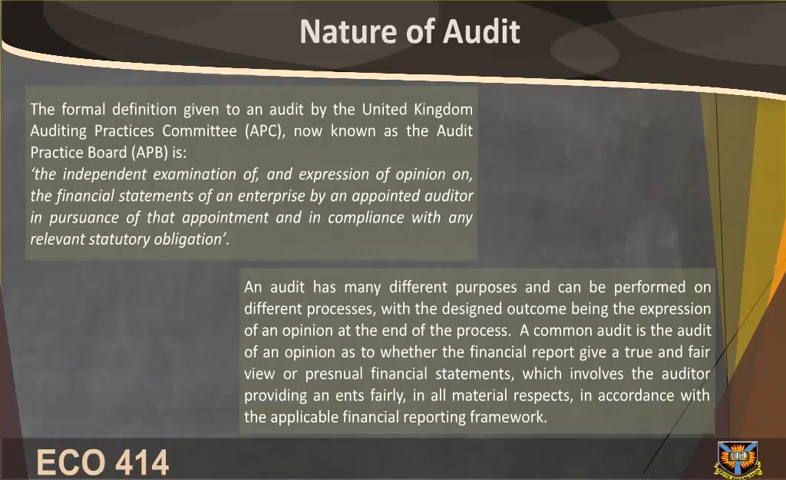 Nature of Audit
The formal definition given to an audit by the United Kingdom
Auditing Practices Committee (APC), now known as the Audit
Practice Board (APB) is:
‘the independent examination of, and expression of opinion on,
the financial statements of an enterprise by an appointed auditor
in pursuance of that appointment and in compliance with any
relevant statutory obligation’.
An audit has many different purposes and can be performed on
different processes, with the designed outcome being the expression
of an opinion at the end of the process. A common audit is the audit
of an opinion as to whether the financial report give a true and fair
view or presnual financial statements, which involves the auditor
providing an ents fairly, in all material respects, in accordance with
the applicable financial reporting framework.
ECO 414